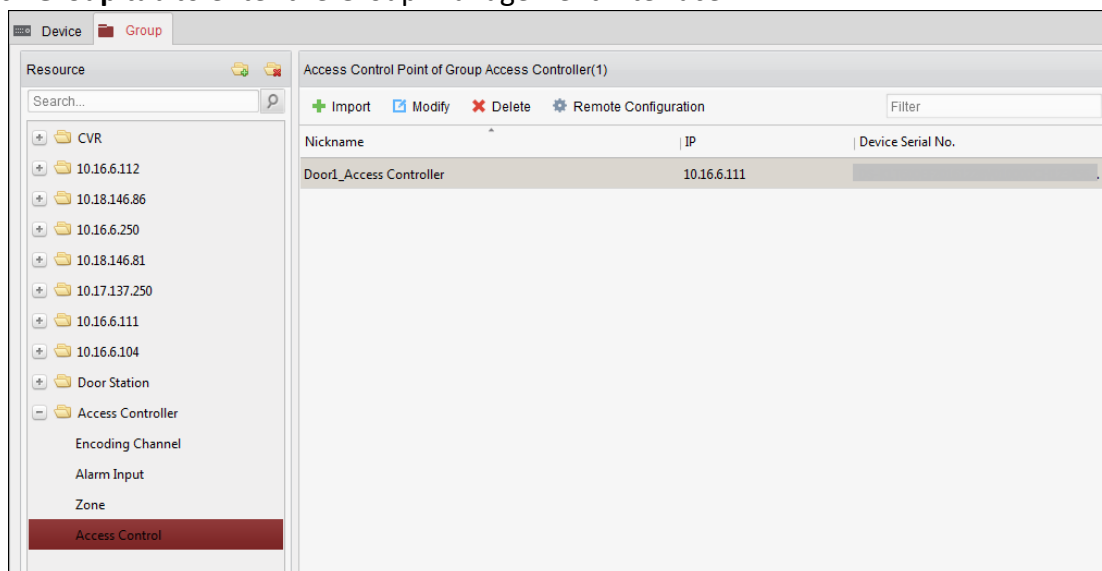 Device Group
Resource
Search...
CVR
10.16.6.112
10.18.146.86
10.16.6.250
10.18.146.81
10.17.137.250
10.16.6.111
10.16.6.104
Door Station
Access Controller
Encoding Channel
Alarm Input
Zone
Access Control
Access Control Point of Group Access Controller(1)
Import Modify Delete Remote Configuration Filter
Nickname IP Device Serial No.
Door1_Access Controller 10.16.6.111